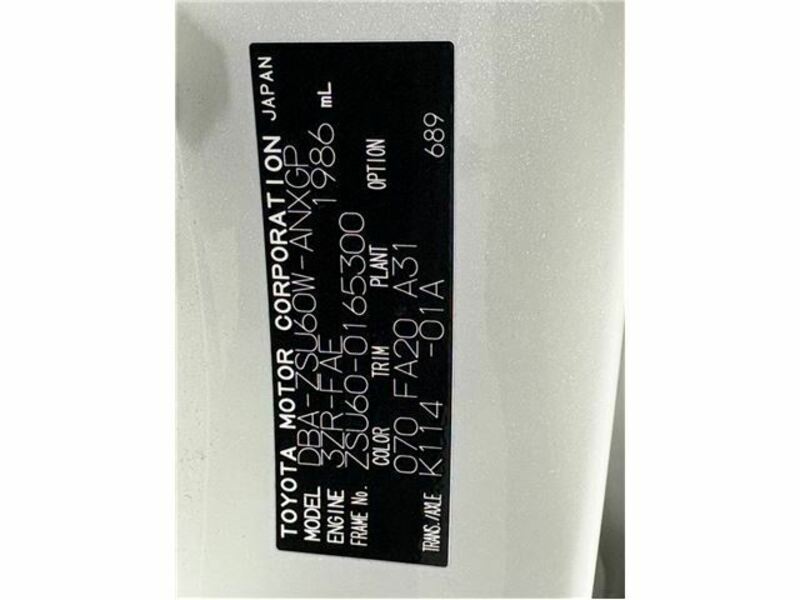 TOYOTA MOTOR CORPORATION JAPAN
MODEL DBA-ZSU60W-ANXGP
ENGINE 3ZR-FAE 1986 mL
FRAME No. ZSU60-0165300
COLOR TRIM PLANT OPTION
070 FA20 A31
TRANS./AXLE K114 -01A 689